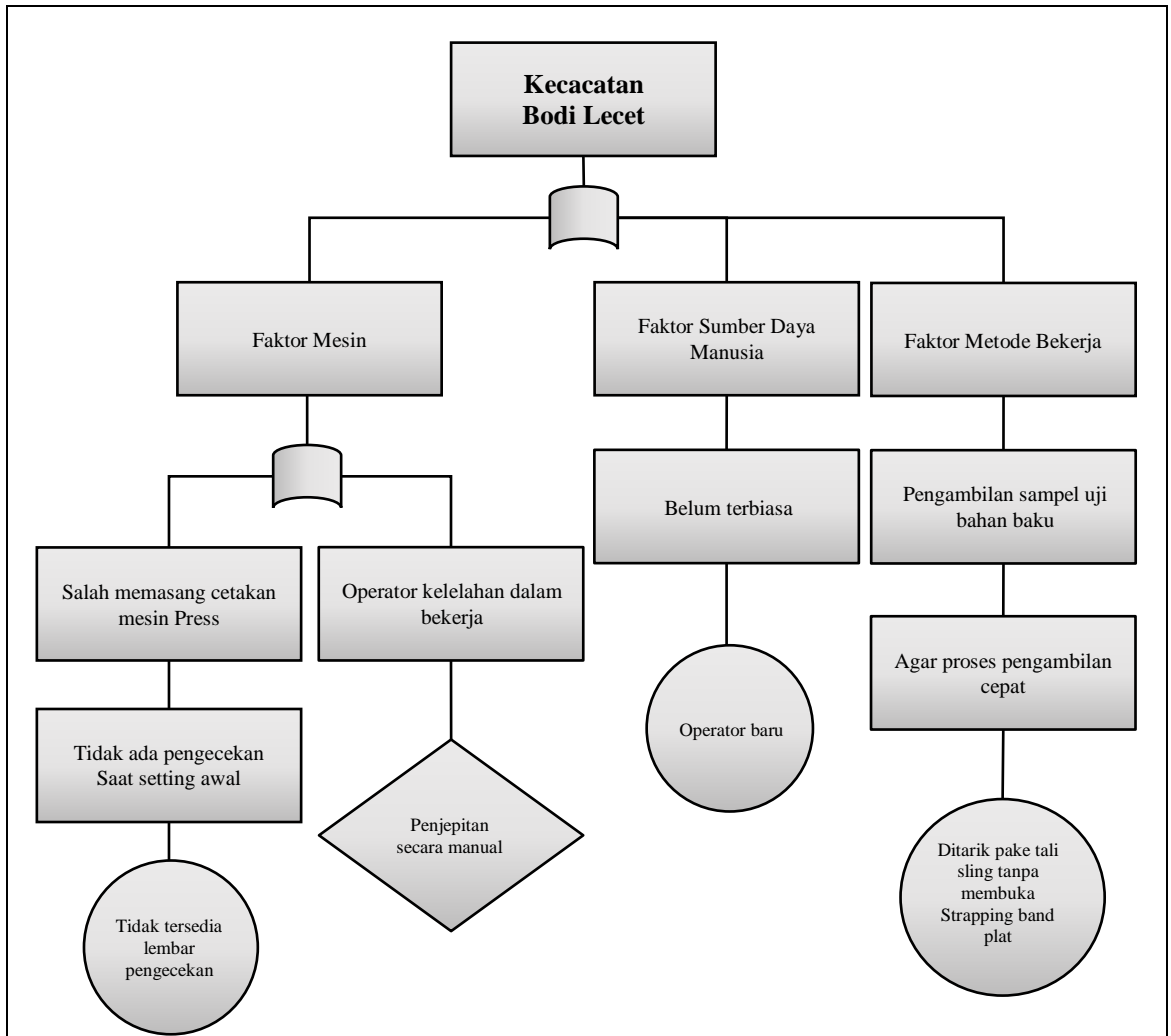 Kecacatan
Bodi Lecet
Faktor Mesin
Faktor Sumber Daya
Manusia
Faktor Metode Bekerja
Salah memasang cetakan
mesin Press
Operator kelelahan dalam
bekerja
Belum terbiasa
Pengambilan sampel uji
bahan baku
Tidak ada pengecekan
Saat setting awal
Penjepitan
secara manual
Operator baru
Agar proses pengambilan
cepat
Tidak tersedia
lembar
pengecekan
Ditarik pake tali
sling tanpa
membuka
Strapping band
plat